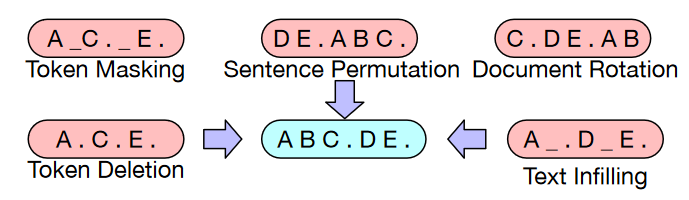 A _ C . _ E .
Token Masking
D E . A B C .
Sentence Permutation
C . D E . A B
Document Rotation
A . C . E .
Token Deletion
A B C . D E .
A _ . D _ E .
Text Infilling